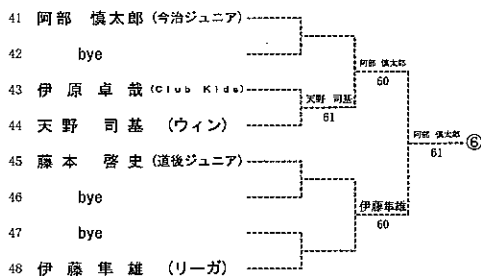 41 阿部 慎太郎 (今治ジュニア)
阿部 慎太郎
42 bye
60
43 伊原卓哉 (Club Kids)
天野 司基
61
44 天野 司基 (ウィン)
阿部 慎太郎
61
⑥
45 藤本 啓史 (道後ジュニア)
46 bye
伊藤隼雄
60
47 bye
48 伊藤隼雄 (リーガ)